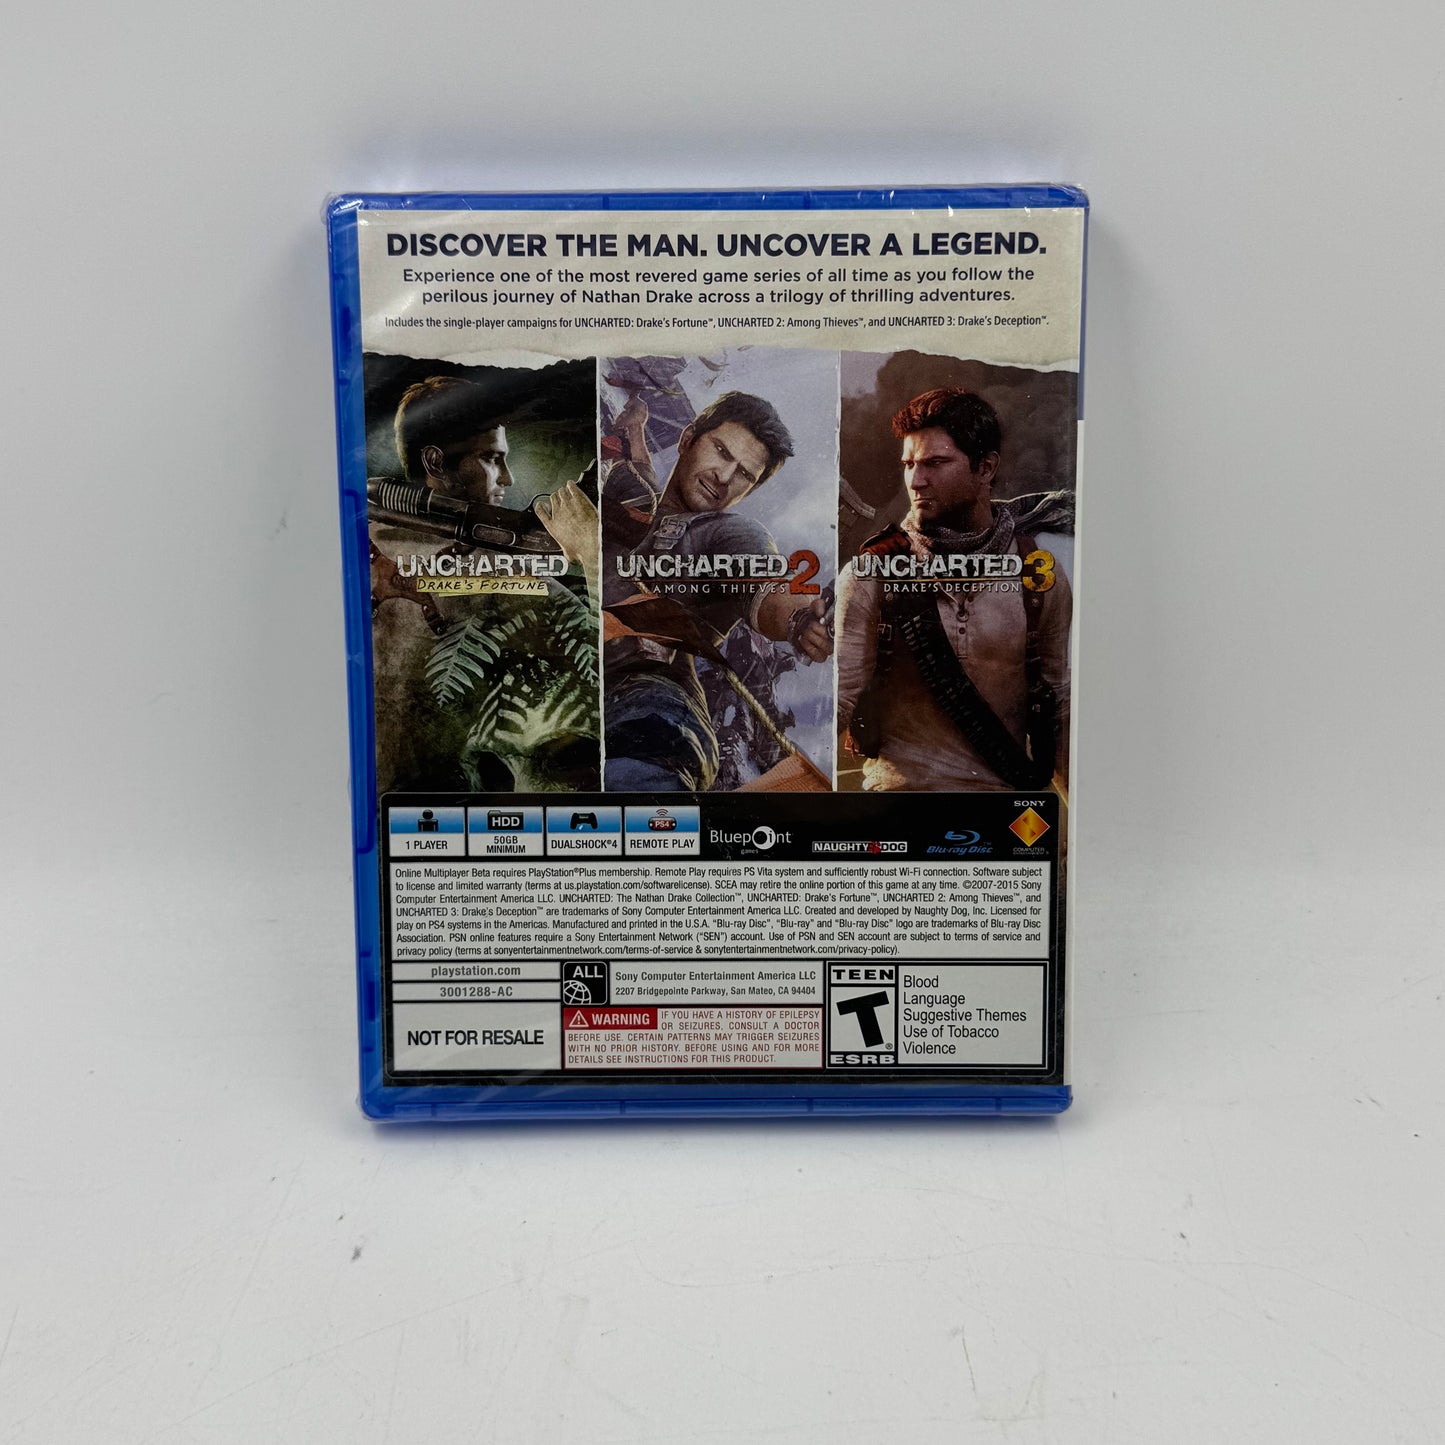 DISCOVER THE MAN. UNCOVER A LEGEND.
Experience one of the most revered game series of all time as you follow the
perilous journey of Nathan Drake across a trilogy of thrilling adventures.
Includes the single-player campaigns for UNCHARTED: Drake's Fortune™, UNCHARTED 2: Among Thieves™, and UNCHARTED 3: Drake's Deception™.
UNCHARTED
DRAKE'S FORTUNE
UNCHARTED 2
AMONG THIEVES
UNCHARTED 3
DRAKE'S DECEPTION
1 PLAYER
HDD
50GB
MINIMUM
DUALSHOCK®4
PS4
REMOTE PLAY
Bluepoint
games
NAUGHTY DOG
Blu-ray Disc™
SONY
COMPUTER
Online Multiplayer Beta requires PlayStation®Plus membership. Remote Play requires PS Vita system and sufficiently robust Wi-Fi connection. Software subject
to license and limited warranty (terms at us.playstation.com/softwarelicense). SCEA may retire the online portion of this game at any time. ©2007-2015 Sony
Computer Entertainment America LLC. UNCHARTED: The Nathan Drake Collection™, UNCHARTED: Drake's Fortune™, UNCHARTED 2: Among Thieves™, and
UNCHARTED 3: Drake's Deception™ are trademarks of Sony Computer Entertainment America LLC. Created and developed by Naughty Dog, Inc. Licensed for
play on PS4 systems in the Americas. Manufactured and printed in the U.S.A. "Blu-ray Disc", "Blu-ray" and "Blu-ray Disc" logo are trademarks of Blu-ray Disc
Association. PSN online features require a Sony Entertainment Network ("SEN") account. Use of PSN and SEN account are subject to terms of service and
privacy policy (terms at sonyentertainmentnetwork.com/terms-of-service & sonyentertainmentnetwork.com/privacy-policy).
playstation.com
3001288-AC
NOT FOR RESALE
ALL
Sony Computer Entertainment America LLC
2207 Bridgepointe Parkway, San Mateo, CA 94404
WARNING IF YOU HAVE A HISTORY OF EPILEPSY
OR SEIZURES, CONSULT A DOCTOR
BEFORE USE. CERTAIN PATTERNS MAY TRIGGER SEIZURES
WITH NO PRIOR HISTORY. BEFORE USING AND FOR MORE
DETAILS SEE INSTRUCTIONS FOR THIS PRODUCT.
TEEN
T
®
ESRB
Blood
Language
Suggestive Themes
Use of Tobacco
Violence